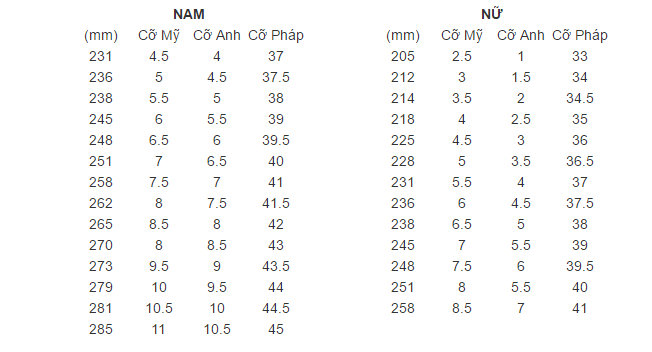 NAM NỮ
(mm) Cỡ Mỹ Cỡ Anh Cỡ Pháp (mm) Cỡ Mỹ Cỡ Anh Cỡ Pháp
231 4.5 4 37 205 2.5 1 33
236 5 4.5 37.5 212 3 1.5 34
238 5.5 5 38 214 3.5 2 34.5
245 6 5.5 39 218 4 2.5 35
248 6.5 6 39.5 225 4.5 3 36
251 7 6.5 40 228 5 3.5 36.5
258 7.5 7 41 231 5.5 4 37
262 8 7.5 41.5 236 6 4.5 37.5
265 8.5 8 42 238 6.5 5 38
270 8 8.5 43 245 7 5.5 39
273 9.5 9 43.5 248 7.5 6 39.5
279 10 9.5 44 251 8 5.5 40
281 10.5 10 44.5 258 8.5 7 41
285 11 10.5 45